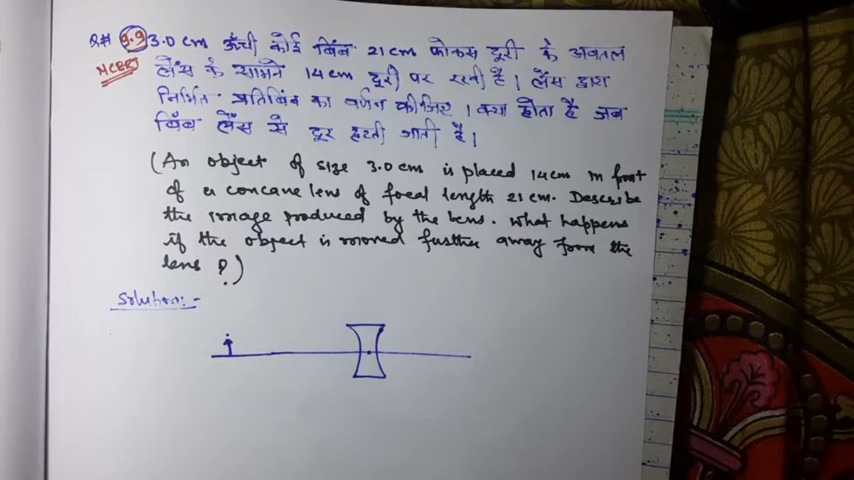 Q# 9.9 3.0 cm ऊँची कोई बिंब 21 cm फोकस दूरी के अवतल
NCERT लेंस के सामने 14 cm दूरी पर रखी है। लेंस द्वारा
निर्मित प्रतिबिंब का वर्णन कीजिए। क्या होता है जब
बिंब लेंस से दूर हटती जाती है।
(An object of size 3.0 cm is placed 14 cm in front
of a concave lens of focal length 21 cm. Describe
the image produced by the lens. What happens
if the object is moved further away from the
lens ?)
Solution:-